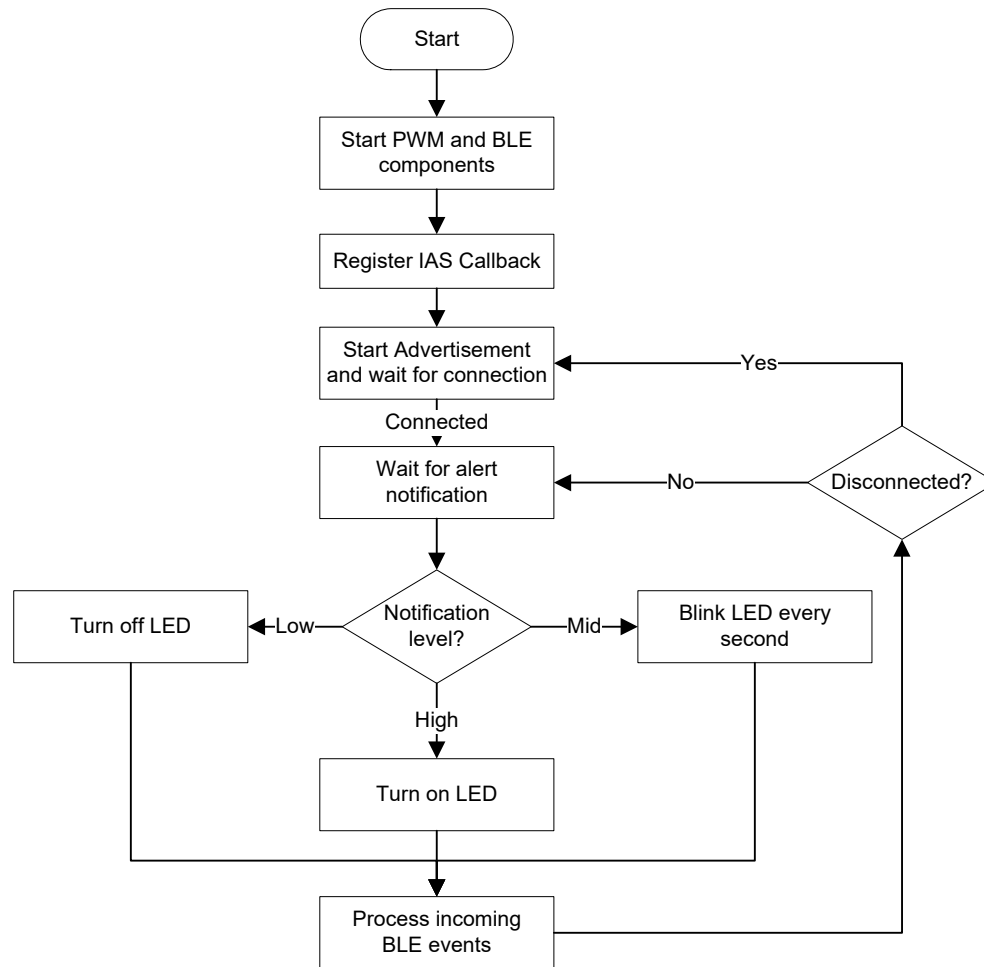 Start
Start PWM and BLE
components
Register IAS Callback
Start Advertisement
and wait for connection
Yes
Connected
Wait for alert
notification
No
Disconnected?
Turn off LED
Low
Notification
level?
Mid
Blink LED every
second
High
Turn on LED
Process incoming
BLE events